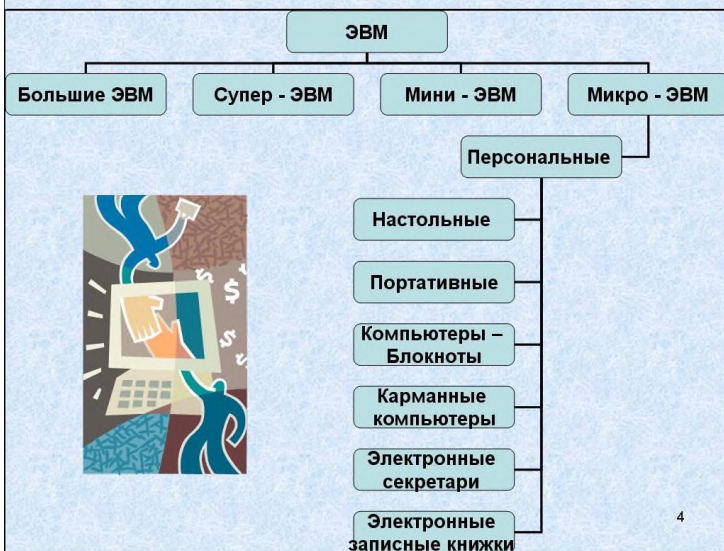 ЭВМ
Большие ЭВМ
Супер - ЭВМ
Мини - ЭВМ
Микро - ЭВМ
Персональные
Настольные
Портативные
Компьютеры –
Блокноты
Карманные
компьютеры
Электронные
секретари
Электронные
записные книжки
$
$
$
$
4